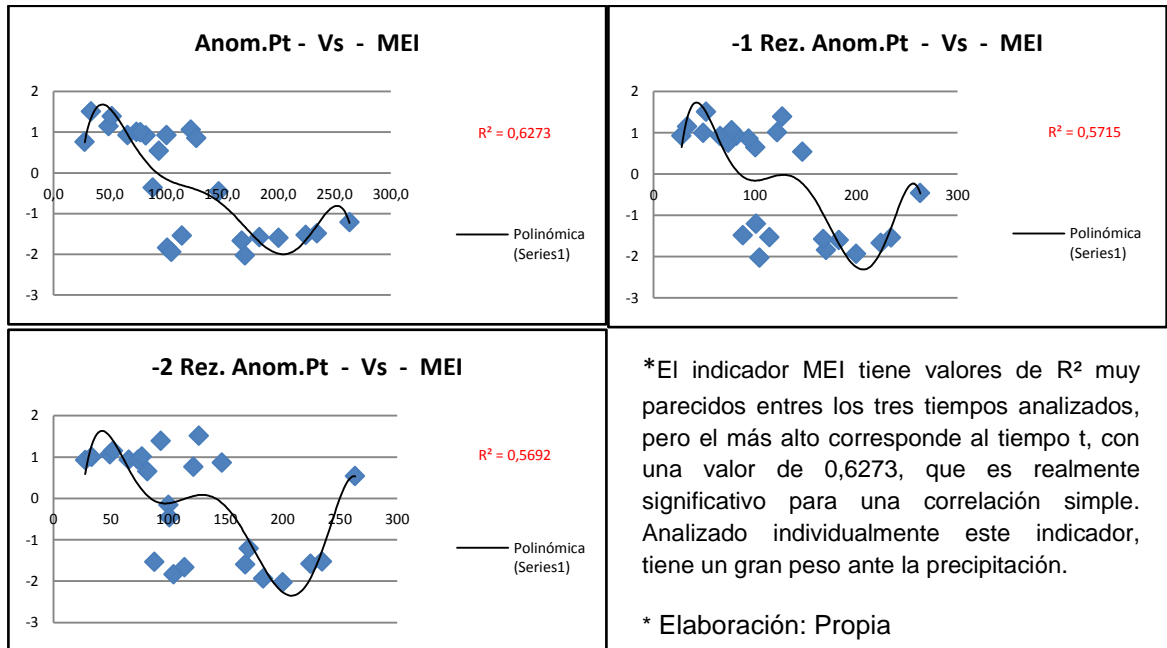 Anom.Pt - Vs - MEI
2
1
0
-1
-2
-3
0,0 50,0 100,0 150,0 200,0 250,0 300,0
R² = 0,6273
Polinómica
(Series1)
-1 Rez. Anom.Pt - Vs - MEI
2
1
0
-1
-2
-3
0 100 200 300
R² = 0,5715
Polinómica
(Series1)
-2 Rez. Anom.Pt - Vs - MEI
2
1
0
-1
-2
-3
0 50 100 150 200 250 300
R² = 0,5692
Polinómica
(Series1)
*El indicador MEI tiene valores de R² muy
parecidos entres los tres tiempos analizados,
pero el más alto corresponde al tiempo t, con
una valor de 0,6273, que es realmente
significativo para una correlación simple.
Analizado individualmente este indicador,
tiene un gran peso ante la precipitación.
* Elaboración: Propia